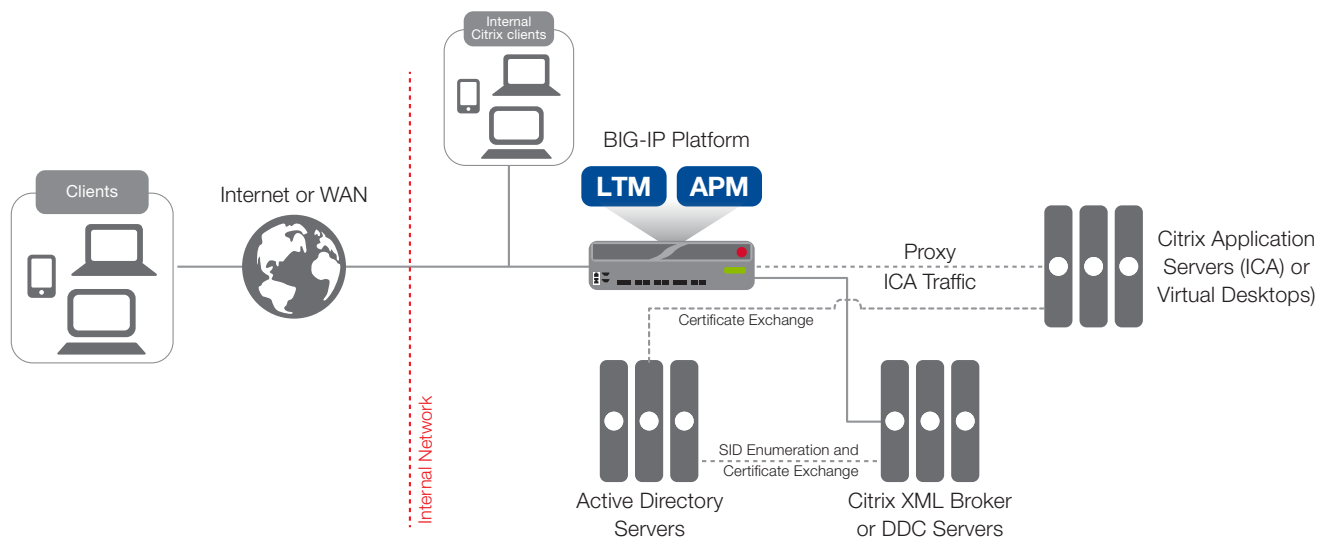 Internal
Citrix clients
BIG-IP Platform
LTM
APM
Clients
Internet or WAN
Proxy
ICA Traffic
Citrix Application
Servers (ICA) or
Virtual Desktops)
Certificate Exchange
Internal Network
SID Enumeration and
Certificate Exchange
Active Directory
Servers
Citrix XML Broker
or DDC Servers